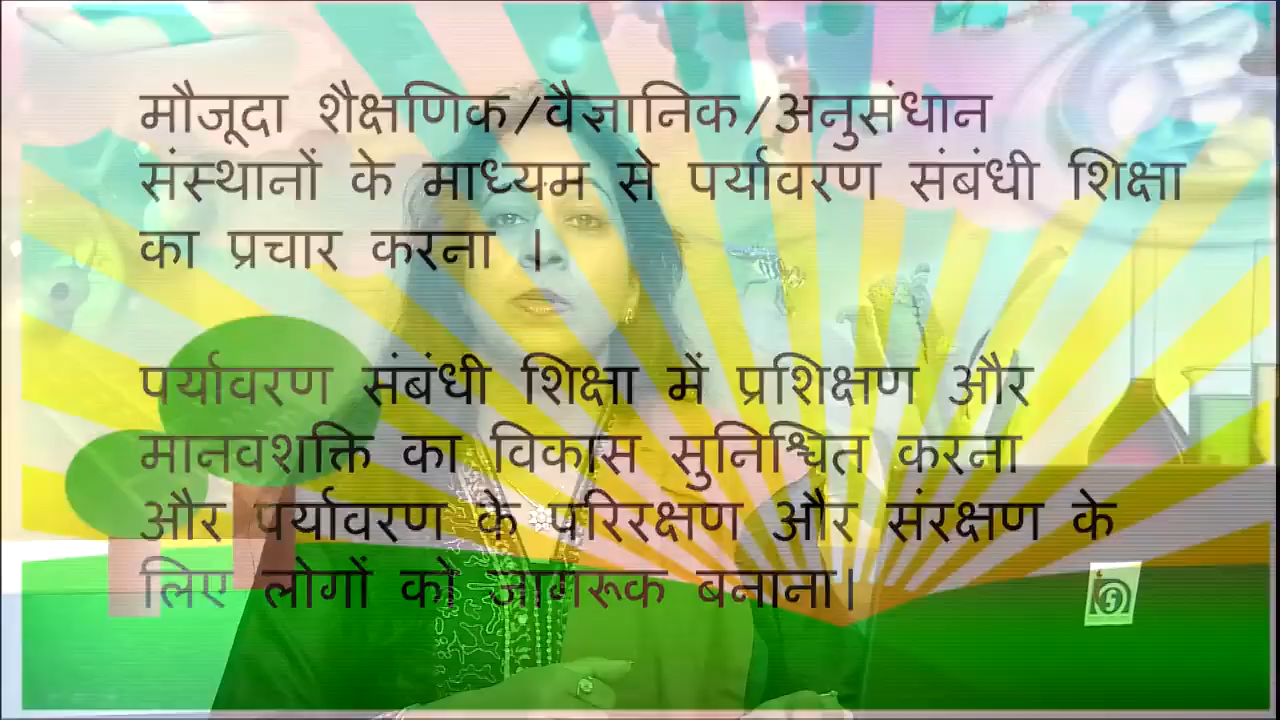 मौजूदा शैक्षणिक/वैज्ञानिक/अनुसंधान
संस्थानों के माध्यम से पर्यावरण संबंधी शिक्षा
का प्रचार करना ।
पर्यावरण संबंधी शिक्षा में प्रशिक्षण और
मानवशक्ति का विकास सुनिश्चित करना
और पर्यावरण के परिरक्षण और संरक्षण के
लिए लोगों को जागरूक बनाना।